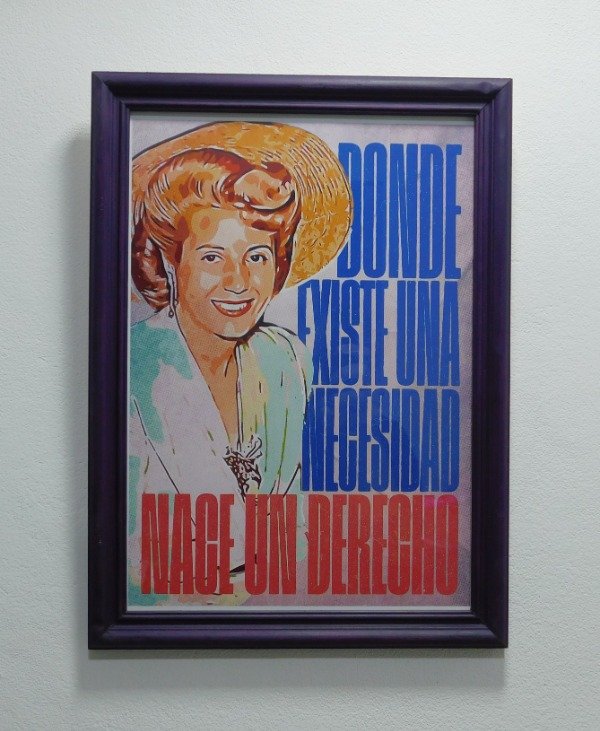 DONDE
EXISTE UNA
NECESIDAD
NACE UN DERECHO